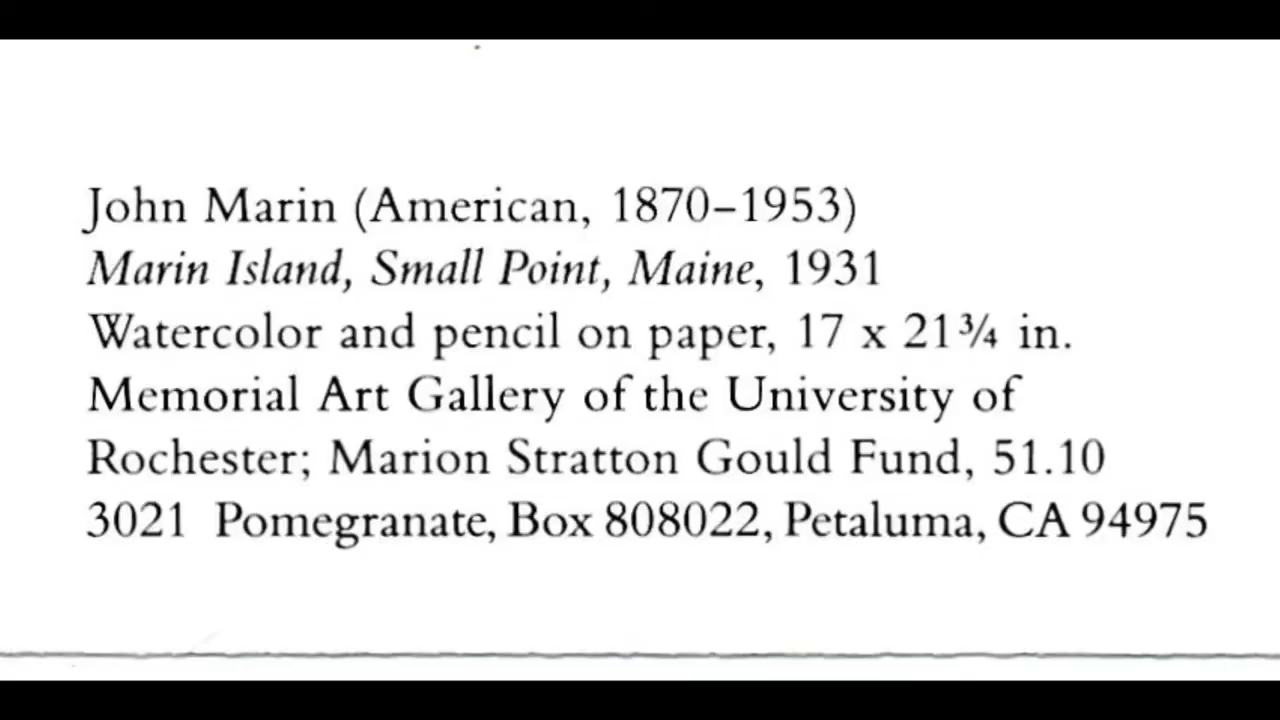 John Marin (American, 1870–1953)
Marin Island, Small Point, Maine, 1931
Watercolor and pencil on paper, 17 x 21¾ in.
Memorial Art Gallery of the University of
Rochester; Marion Stratton Gould Fund, 51.10
3021 Pomegranate, Box 808022, Petaluma, CA 94975